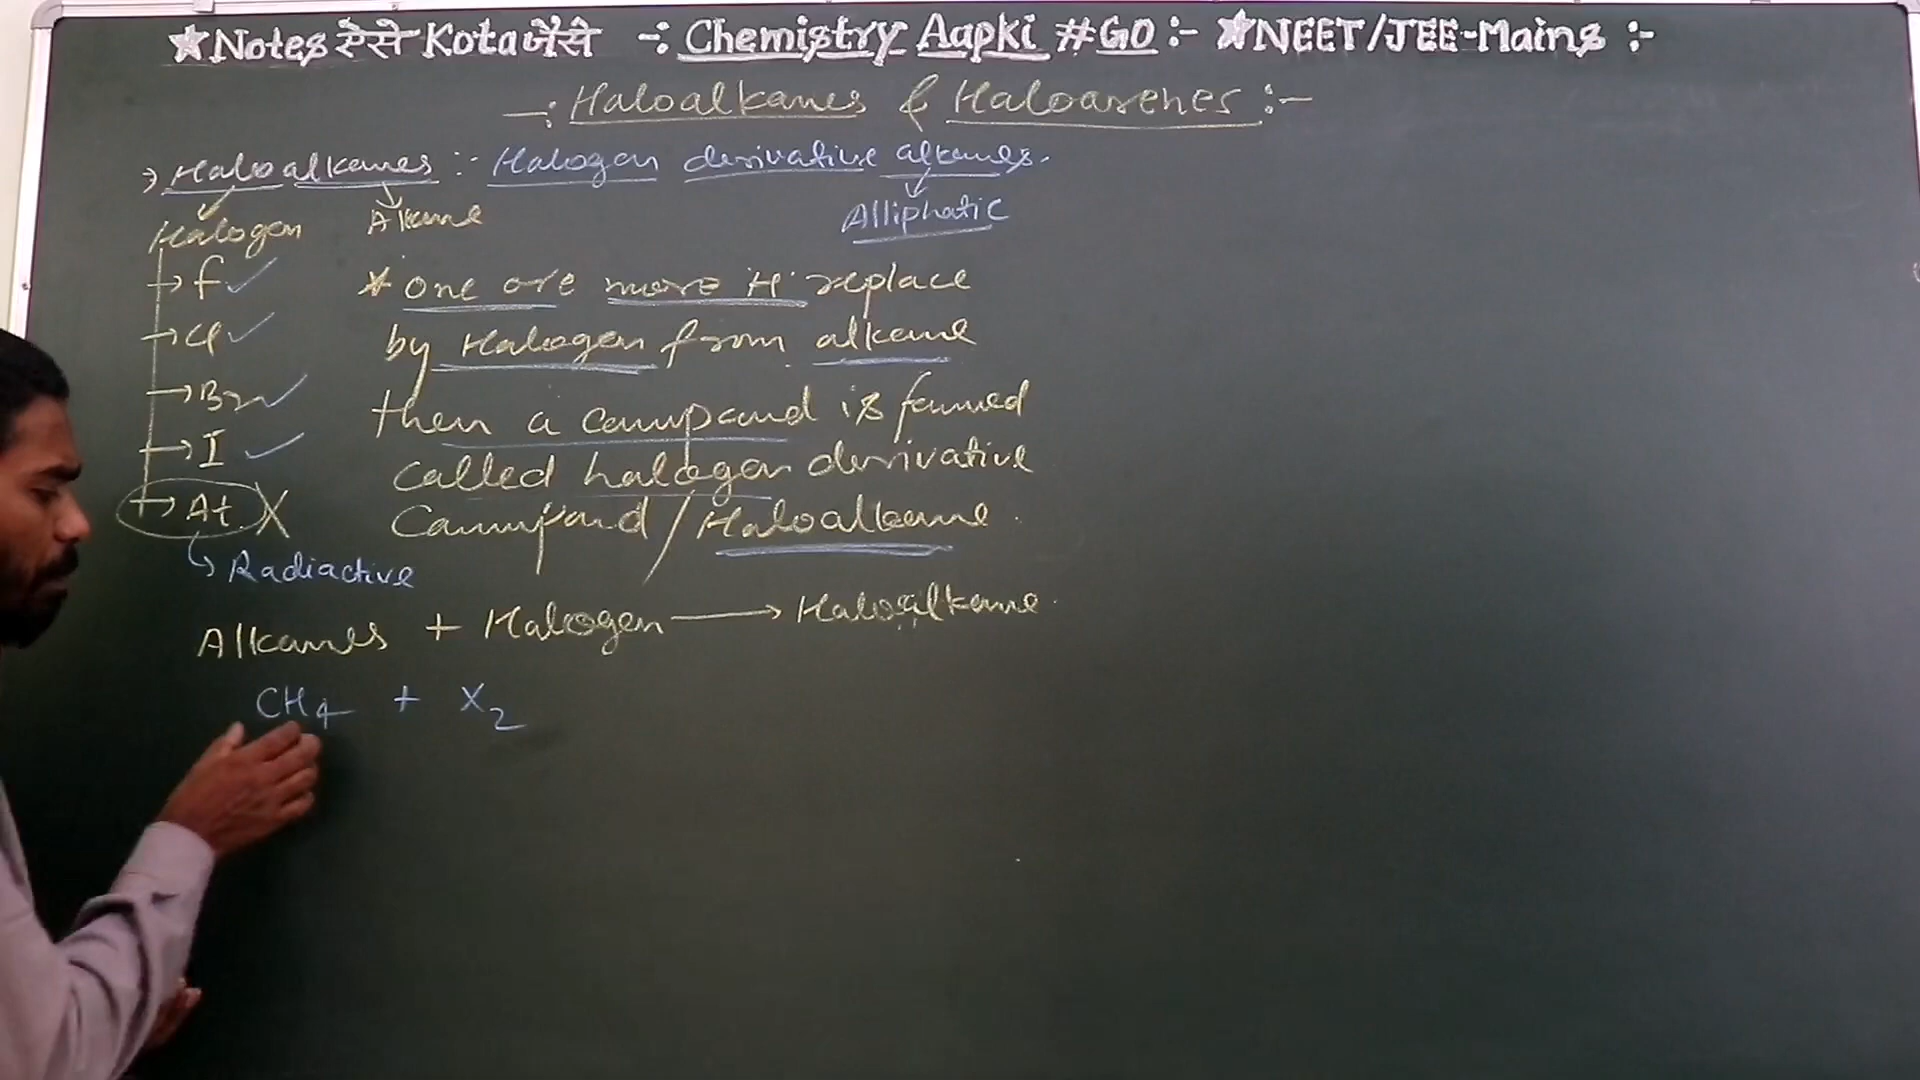 ★Notes ऐसे Kota जैसे -: Chemistry Aapki #GO:- ★NEET/JEE-Mains :-
-: Haloalkanes & Haloarenes :-
→ Haloalkanes :- Halogen derivative alkanes.
Halogen Alkane Alliphatic
→ F ✓
→ Cl ✓
→ Br ✓
→ I ✓
→ At X
↳ Radiactive
* one are more H replace
by Halogen from alkane
then a compound is formed
called halogen derivative
Compound / Haloalkane.
Alkanes + Halogen ⟶ Haloalkane.
CH4 + X2